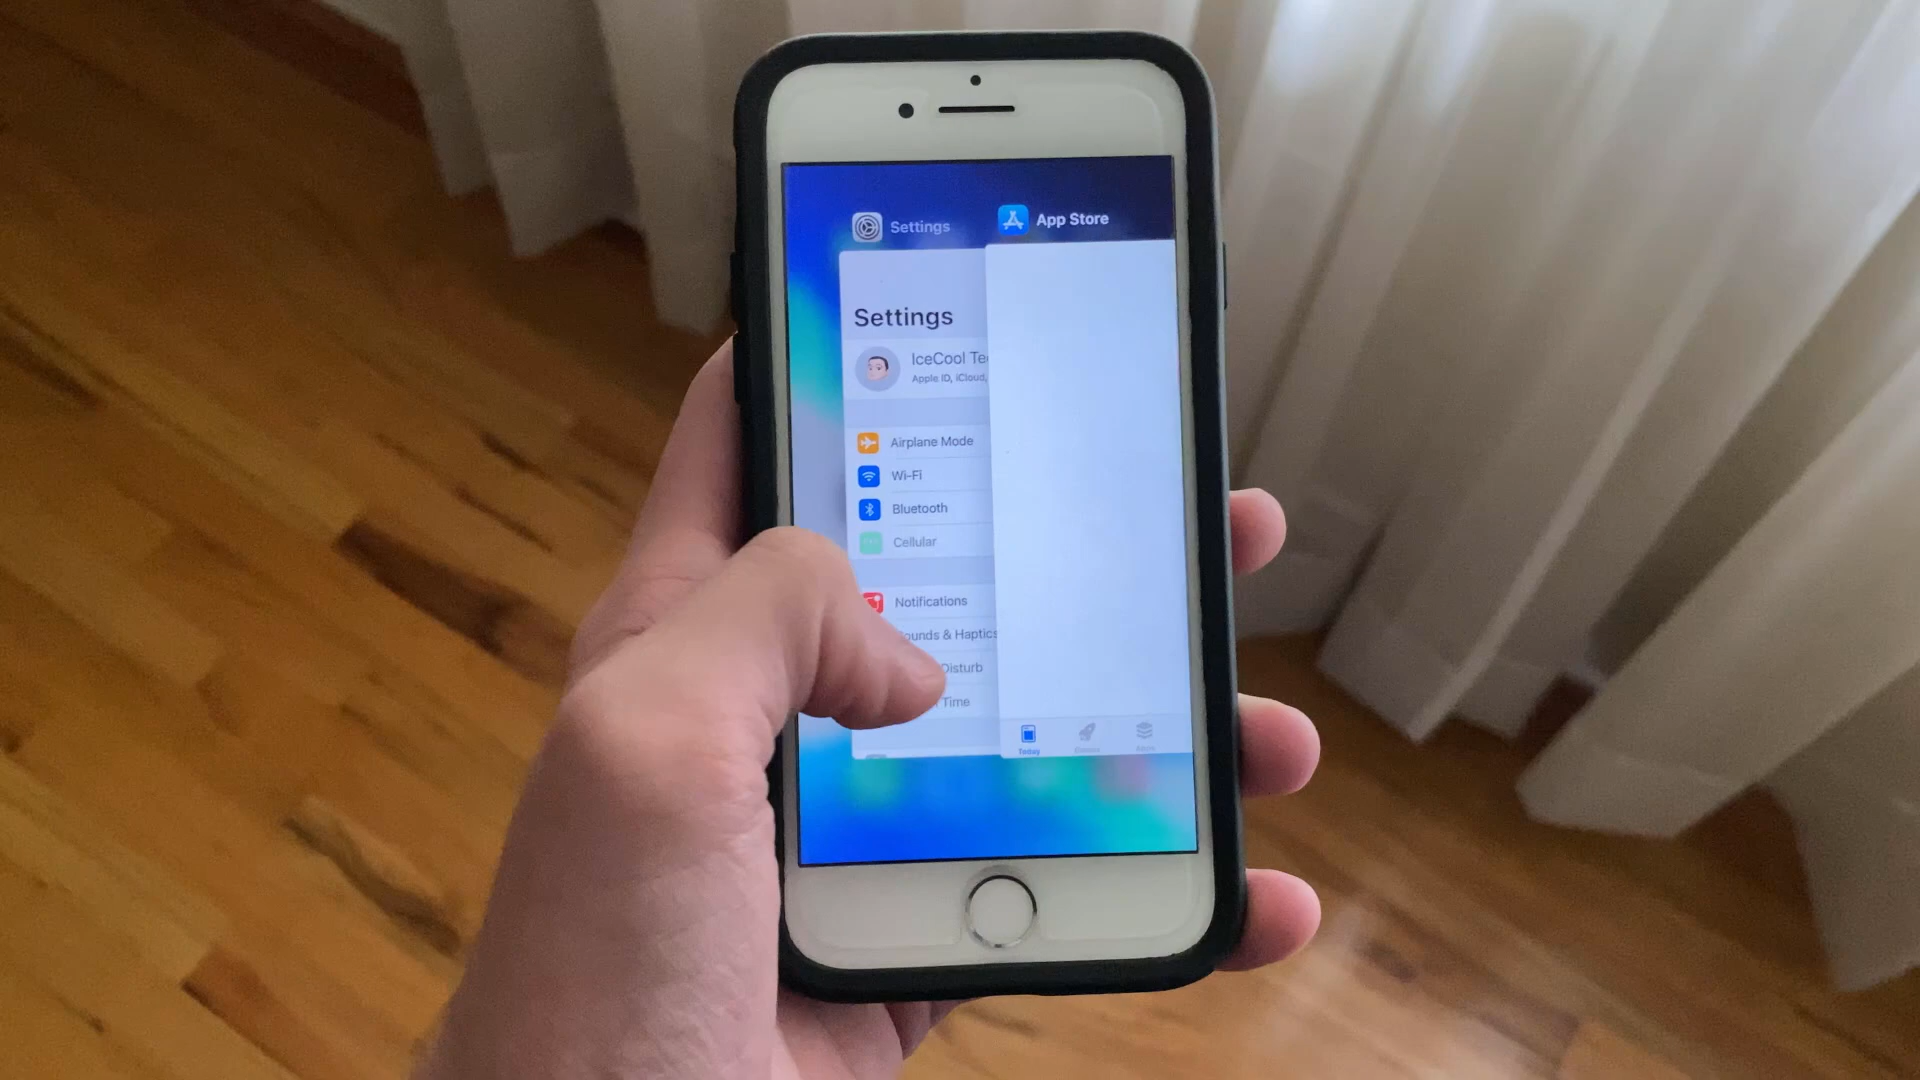 Settings
App Store
Settings
IceCool Te
Apple ID, iCloud,
Airplane Mode
Wi-Fi
Bluetooth
Cellular
Notifications
ounds & Haptics
Disturb
Time
Today